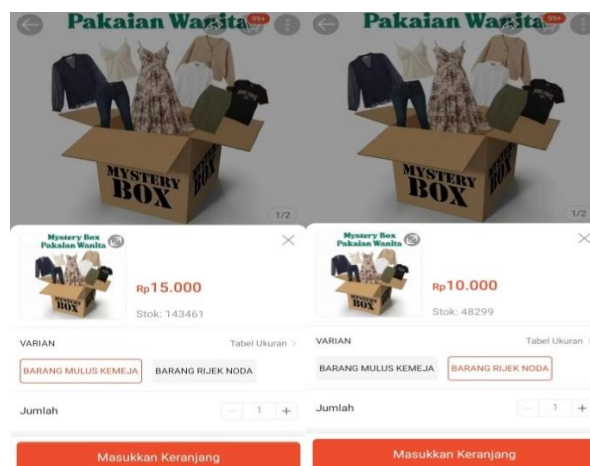 Pakaian Wanita
99+
MYSTERY
BOX
1/2
Mystery Box
Pakaian Wanita
MYSTERY
BOX
Rp15.000
Stok: 143461
VARIAN
Tabel Ukuran
BARANG MULUS KEMEJA
BARANG RIJEK NODA
Jumlah
1
Masukkan Keranjang
Pakaian Wanita
99+
MYSTERY
BOX
1/2
Mystery Box
Pakaian Wanita
MYSTERY
BOX
Rp10.000
Stok: 48299
VARIAN
Tabel Ukuran
BARANG MULUS KEMEJA
BARANG RIJEK NODA
Jumlah
1
Masukkan Keranjang